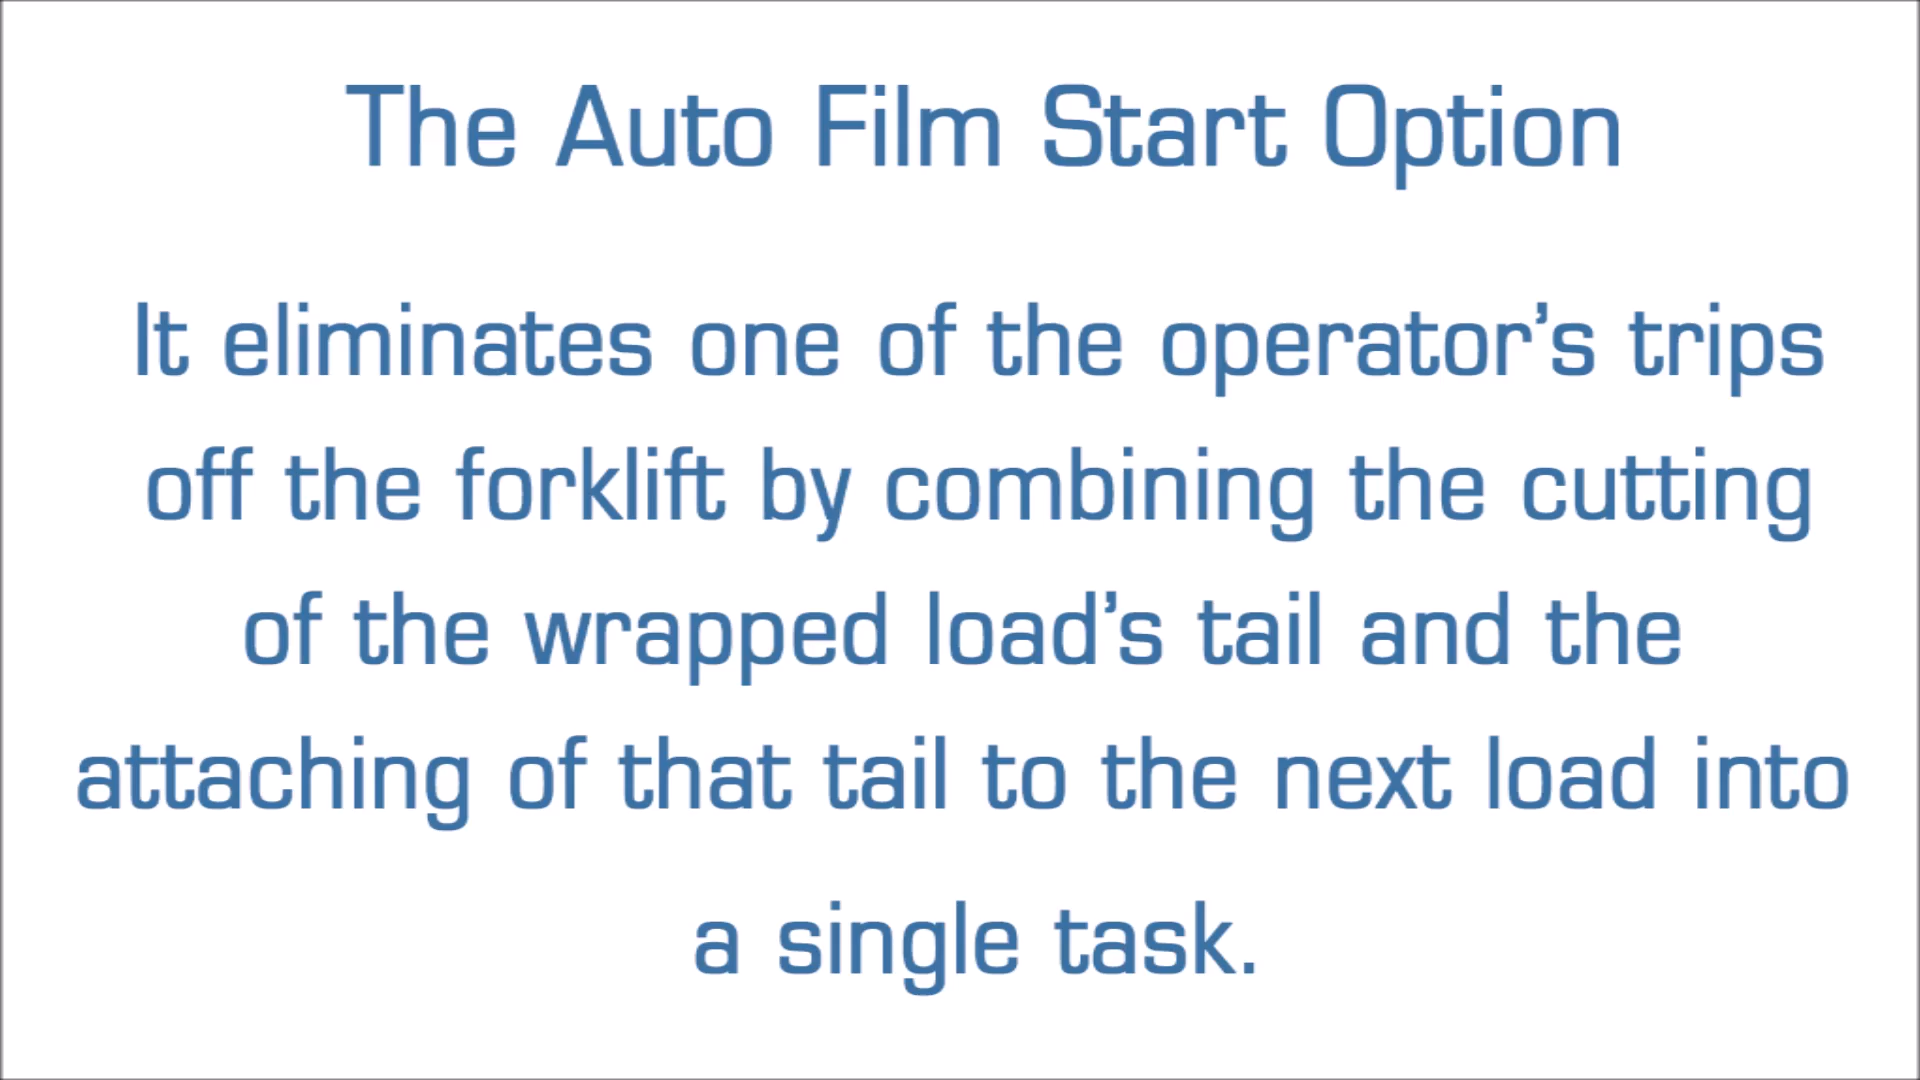 The Auto Film Start Option
It eliminates one of the operator’s trips
off the forklift by combining the cutting
of the wrapped load’s tail and the
attaching of that tail to the next load into
a single task.